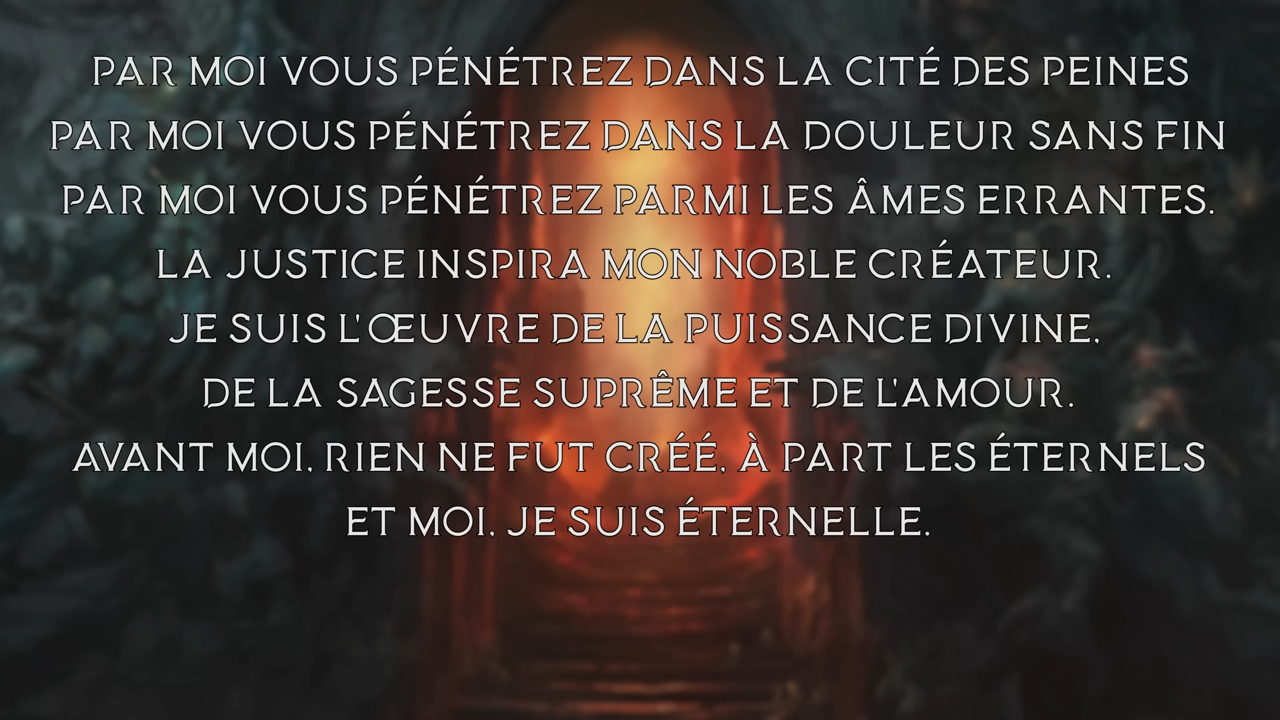 PAR MOI VOUS PÉNÉTREZ DANS LA CITÉ DES PEINES
PAR MOI VOUS PÉNÉTREZ DANS LA DOULEUR SANS FIN
PAR MOI VOUS PÉNÉTREZ PARMI LES ÂMES ERRANTES.
LA JUSTICE INSPIRA MON NOBLE CRÉATEUR.
JE SUIS L'ŒUVRE DE LA PUISSANCE DIVINE,
DE LA SAGESSE SUPRÊME ET DE L'AMOUR.
AVANT MOI, RIEN NE FUT CRÉÉ, À PART LES ÉTERNELS
ET MOI, JE SUIS ÉTERNELLE.